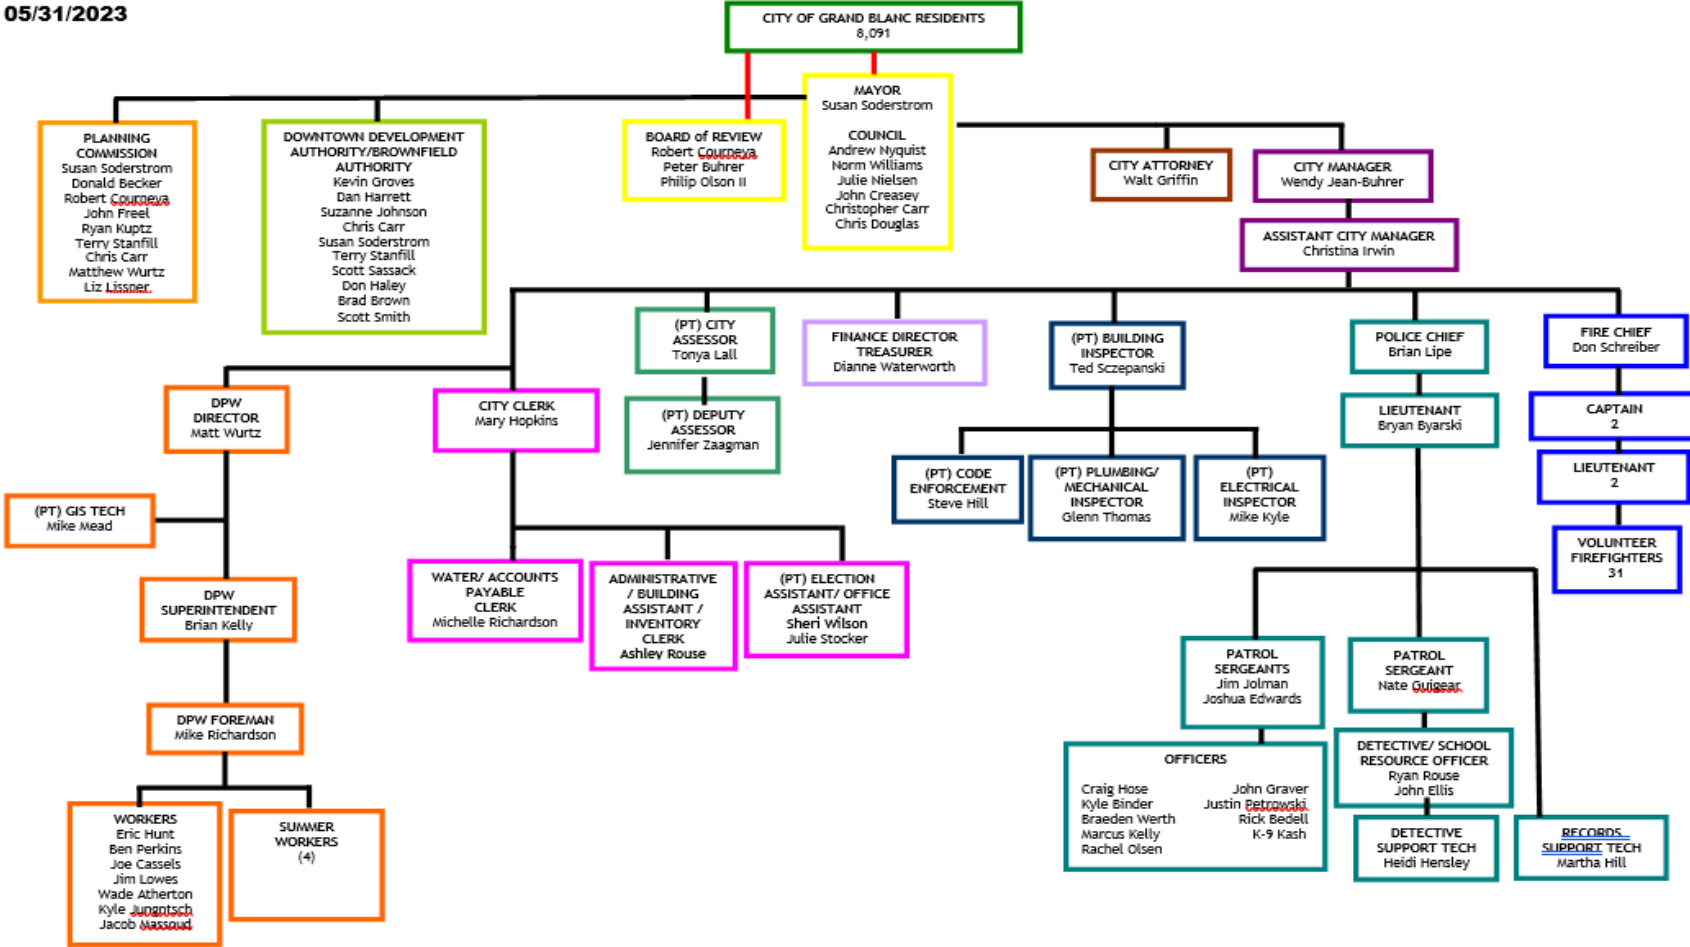 05/31/2023
CITY OF GRAND BLANC RESIDENTS
8,091
MAYOR
Susan Soderstrom
COUNCIL
Andrew Nyquist
Norm Williams
Julie Nielsen
John Creasey
Christopher Carr
Chris Douglas
PLANNING
COMMISSION
Susan Soderstrom
Donald Becker
Robert Courneya
John Freel
Ryan Kuptz
Terry Stanfill
Chris Carr
Matthew Wurtz
Liz Lissner
DOWNTOWN DEVELOPMENT
AUTHORITY/BROWNFIELD
AUTHORITY
Kevin Groves
Dan Harrett
Suzanne Johnson
Chris Carr
Susan Soderstrom
Terry Stanfill
Scott Sassack
Don Haley
Brad Brown
Scott Smith
BOARD of REVIEW
Robert Courneya
Peter Buhrer
Philip Olson II
CITY ATTORNEY
Walt Griffin
CITY MANAGER
Wendy Jean-Buhrer
ASSISTANT CITY MANAGER
Christina Irwin
(PT) CITY
ASSESSOR
Tonya Lall
FINANCE DIRECTOR
TREASURER
Dianne Waterworth
(PT) BUILDING
INSPECTOR
Ted Sczepanski
POLICE CHIEF
Brian Lipe
FIRE CHIEF
Don Schreiber
DPW
DIRECTOR
Matt Wurtz
CITY CLERK
Mary Hopkins
(PT) DEPUTY
ASSESSOR
Jennifer Zaagman
LIEUTENANT
Bryan Byarski
CAPTAIN
2
LIEUTENANT
2
VOLUNTEER
FIREFIGHTERS
31
(PT) CODE
ENFORCEMENT
Steve Hill
(PT) PLUMBING/
MECHANICAL
INSPECTOR
Glenn Thomas
(PT)
ELECTRICAL
INSPECTOR
Mike Kyle
(PT) GIS TECH
Mike Mead
DPW
SUPERINTENDENT
Brian Kelly
WATER/ ACCOUNTS
PAYABLE
CLERK
Michelle Richardson
ADMINISTRATIVE
/ BUILDING
ASSISTANT /
INVENTORY
CLERK
Ashley Rouse
(PT) ELECTION
ASSISTANT/ OFFICE
ASSISTANT
Sheri Wilson
Julie Stocker
PATROL
SERGEANTS
Jim Jolman
Joshua Edwards
PATROL
SERGEANT
Nate Guigear
DPW FOREMAN
Mike Richardson
OFFICERS
Craig Hose
Kyle Binder
Braeden Werth
Marcus Kelly
Rachel Olsen
John Graver
Justin Petrowski
Rick Bedell
K-9 Kash
DETECTIVE/ SCHOOL
RESOURCE OFFICER
Ryan Rouse
John Ellis
WORKERS
Eric Hunt
Ben Perkins
Joe Cassels
Jim Lowes
Wade Atherton
Kyle Jungntsch
Jacob Massoud
SUMMER
WORKERS
(4)
DETECTIVE
SUPPORT TECH
Heidi Hensley
RECORDS
SUPPORT TECH
Martha Hill